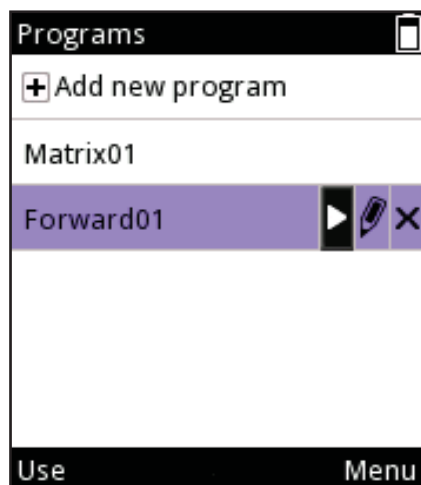 Programs
Add new program
Matrix01
Forward01
Use Menu